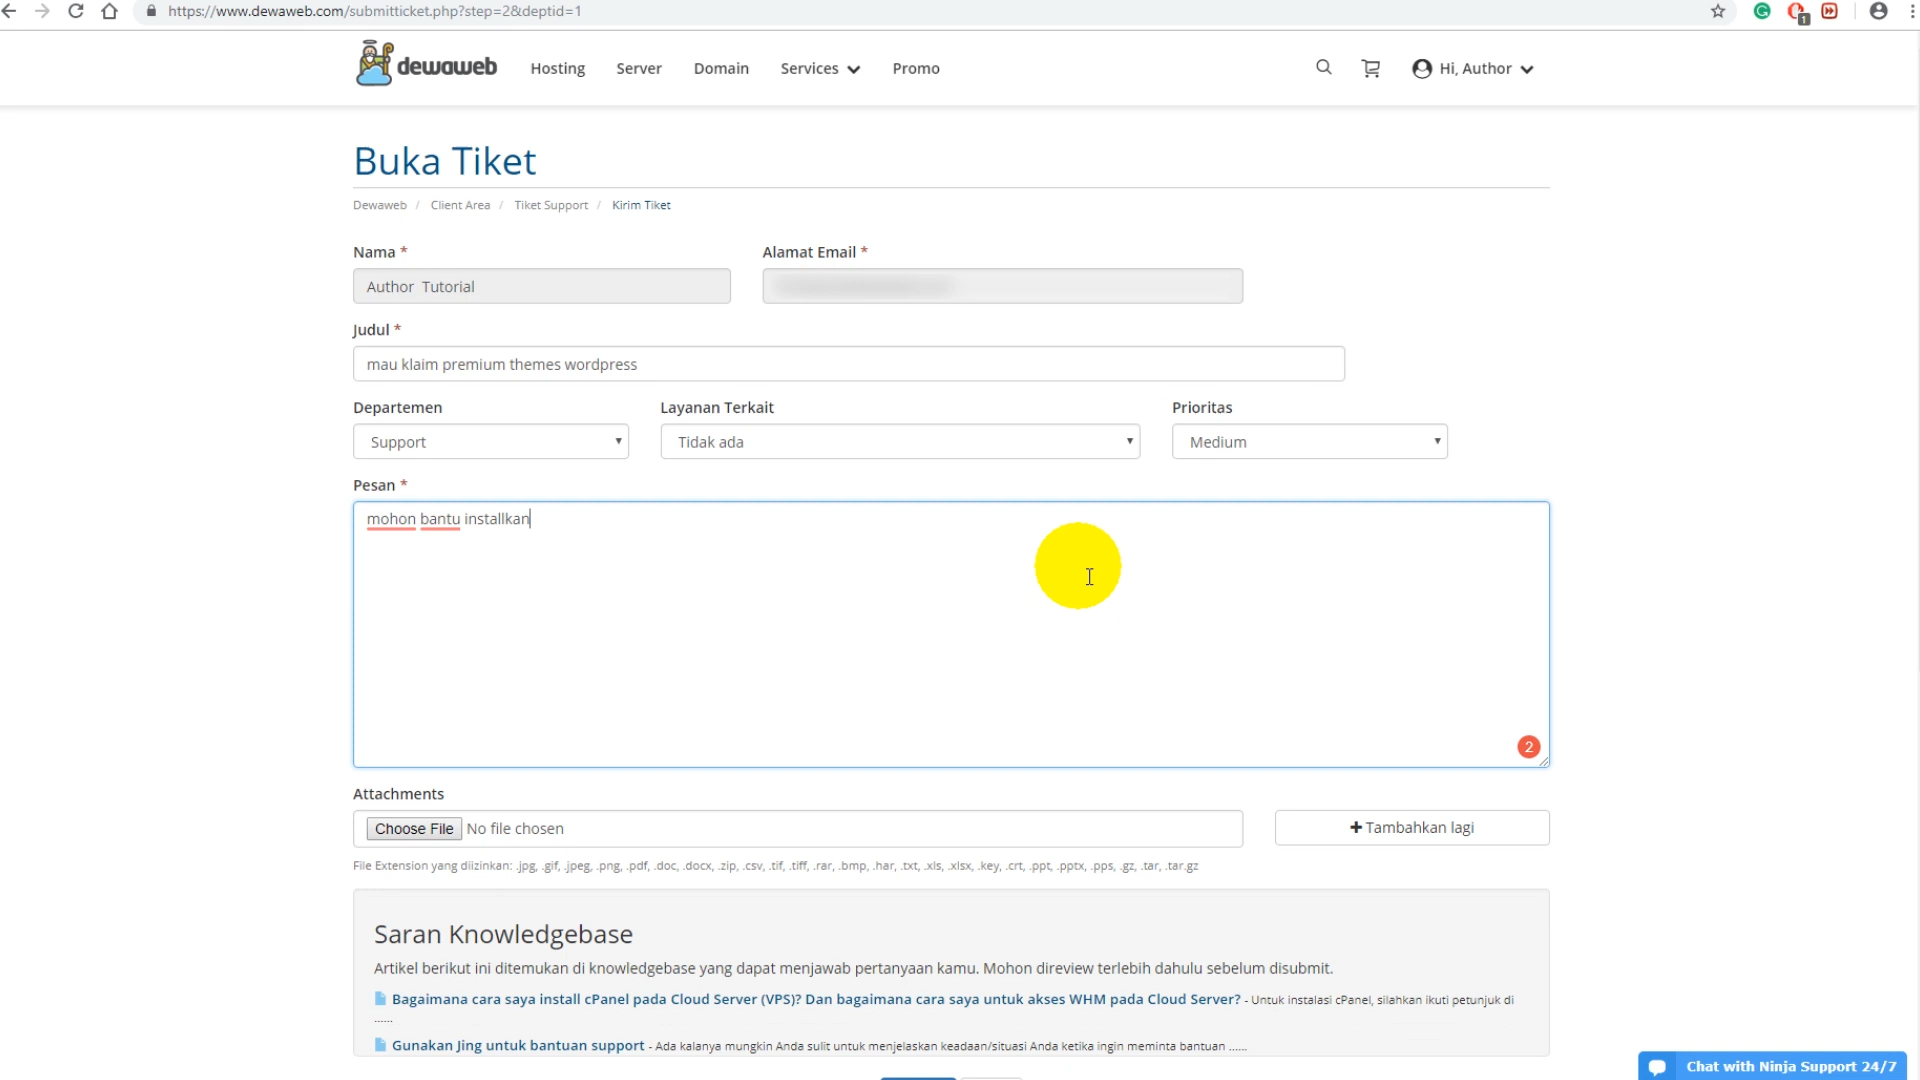 https://www.dewaweb.com/submitticket.php?step=2&deptid=1
1
dewaweb
Hosting
Server
Domain
Services
Promo
Hi, Author
Buka Tiket
Dewaweb / Client Area / Tiket Support / Kirim Tiket
Nama *
Alamat Email *
Author Tutorial
Judul *
mau klaim premium themes wordpress
Departemen
Layanan Terkait
Prioritas
Support
Tidak ada
Medium
Pesan *
mohon bantu installkan
2
Attachments
Choose File No file chosen
+ Tambahkan lagi
File Extension yang diizinkan: .jpg, .gif, .jpeg, .png, .pdf, .doc, .docx, .zip, .csv, .tif, .tiff, .rar, .bmp, .har, .txt, .xls, .xlsx, .key, .crt, .ppt, .pptx, .pps, .gz, .tar, .tar.gz
Saran Knowledgebase
Artikel berikut ini ditemukan di knowledgebase yang dapat menjawab pertanyaan kamu. Mohon direview terlebih dahulu sebelum disubmit.
Bagaimana cara saya install cPanel pada Cloud Server (VPS)? Dan bagaimana cara saya untuk akses WHM pada Cloud Server? - Untuk instalasi cPanel, silahkan ikuti petunjuk di
......
Gunakan Jing untuk bantuan support - Ada kalanya mungkin Anda sulit untuk menjelaskan keadaan/situasi Anda ketika ingin meminta bantuan ......
Chat with Ninja Support 24/7